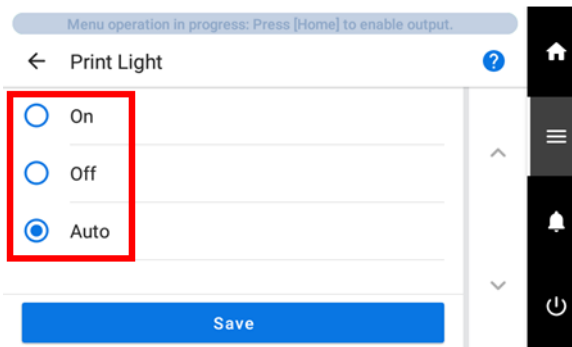 Menu operation in progress: Press [Home] to enable output.
Print Light
?
On
Off
Auto
Save